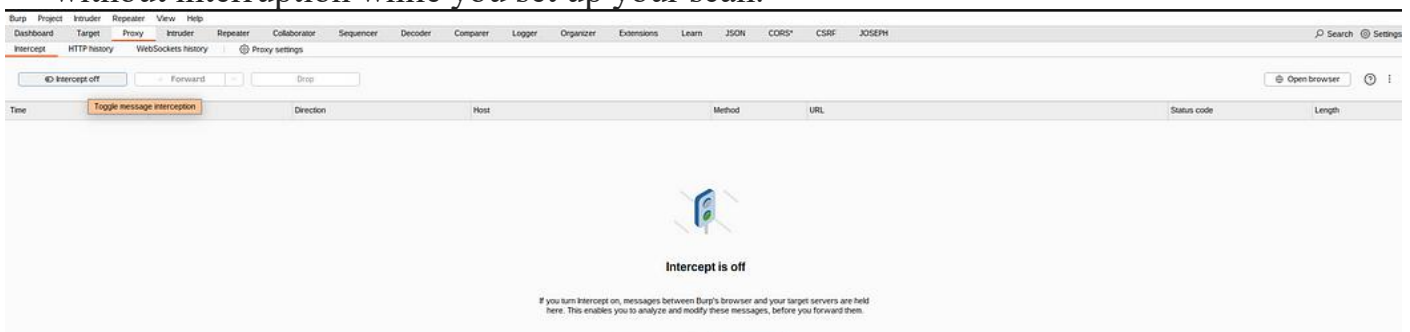 without interruption while you set up your scan.
Burp Project Intruder Repeater View Help
Dashboard Target Proxy Intruder Repeater Collaborator Sequencer Decoder Comparer Logger Organizer Extensions Learn JSON CORS* CSRF JOSEPH Search Settings
Intercept HTTP history WebSockets history Proxy settings
Intercept off Forward Drop Open browser
Toggle message interception
Time Direction Host Method URL Status code Length
Intercept is off
If you turn Intercept on, messages between Burp's browser and your target servers are held
here. This enables you to analyze and modify these messages, before you forward them.